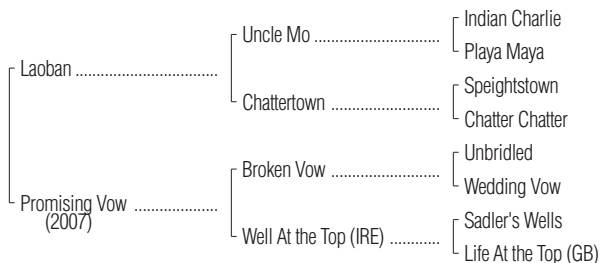 Indian Charlie
Uncle Mo ..............................
Playa Maya
Laoban ..................................
Speightstown
Chattertown ..........................
Chatter Chatter
Unbridled
Broken Vow ..........................
Wedding Vow
Promising Vow ....................
(2007)
Sadler's Wells
Well At the Top (IRE) ............
Life At the Top (GB)